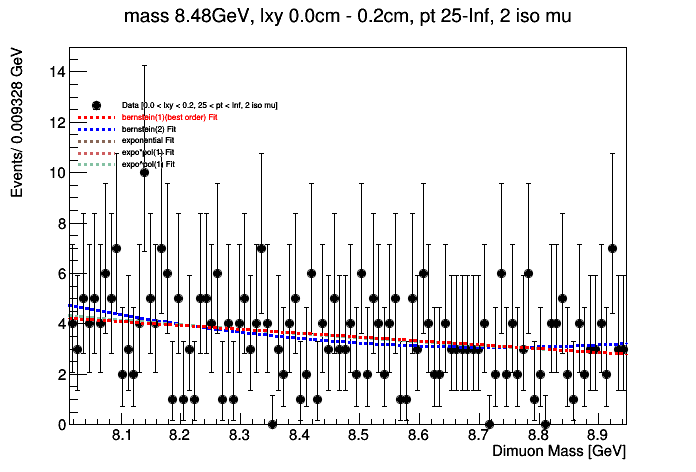 mass 8.48GeV, lxy 0.0cm - 0.2cm, pt 25-Inf, 2 iso mu
Events/ 0.009328 GeV
14
12
10
8
6
4
2
0
Data [0.0 < lxy < 0.2, 25 < pt < Inf, 2 iso mu]
bernstein(1)(best order) Fit
bernstein(2) Fit
exponential Fit
expo*pol(1) Fit
expo*pol(1) Fit
8.1 8.2 8.3 8.4 8.5 8.6 8.7 8.8 8.9
Dimuon Mass [GeV]